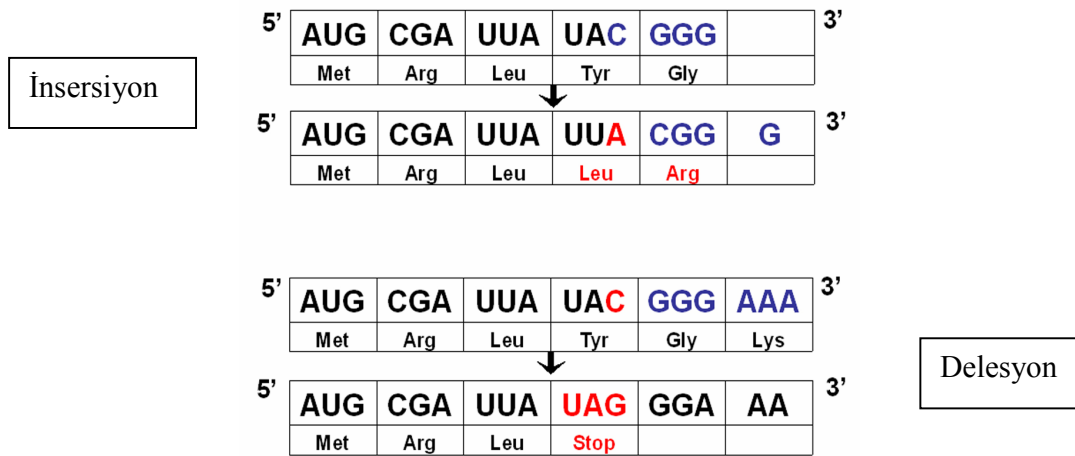 5’ AUG CGA UUA UAC GGG 3’
Met Arg Leu Tyr Gly
İnsersiyon
5’ AUG CGA UUA UUA CGG G 3’
Met Arg Leu Leu Arg
5’ AUG CGA UUA UAC GGG AAA 3’
Met Arg Leu Tyr Gly Lys
Delesyon
5’ AUG CGA UUA UAG GGA AA 3’
Met Arg Leu Stop